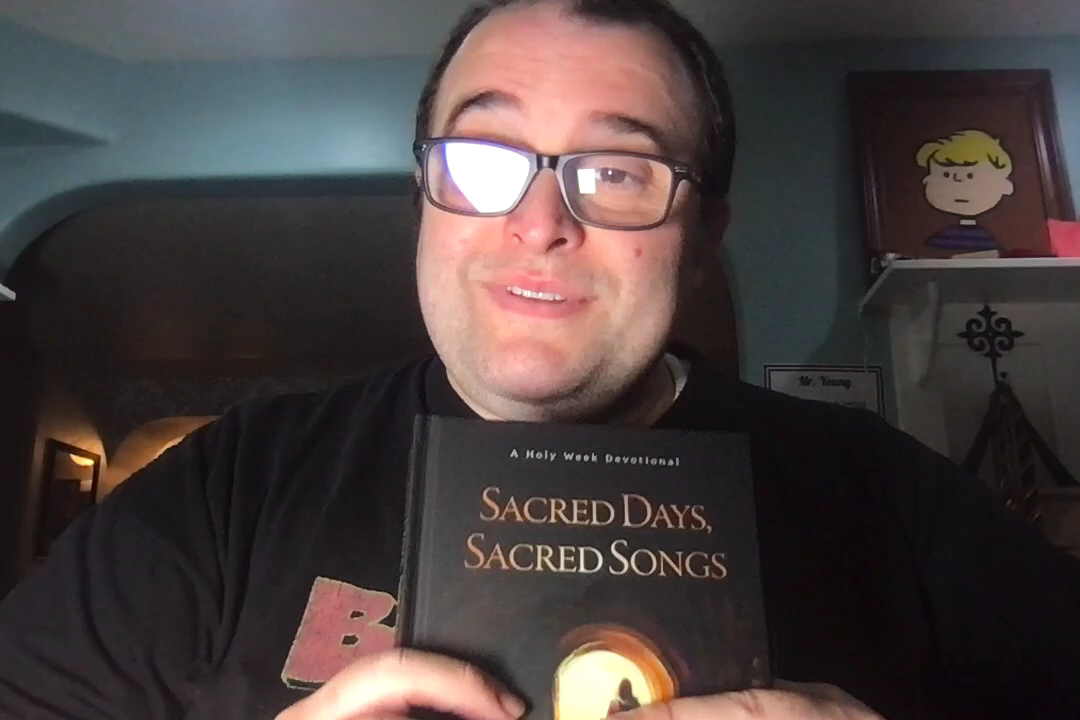 A Holy Week Devotional
SACRED DAYS,
SACRED SONGS
B
Mr. Young